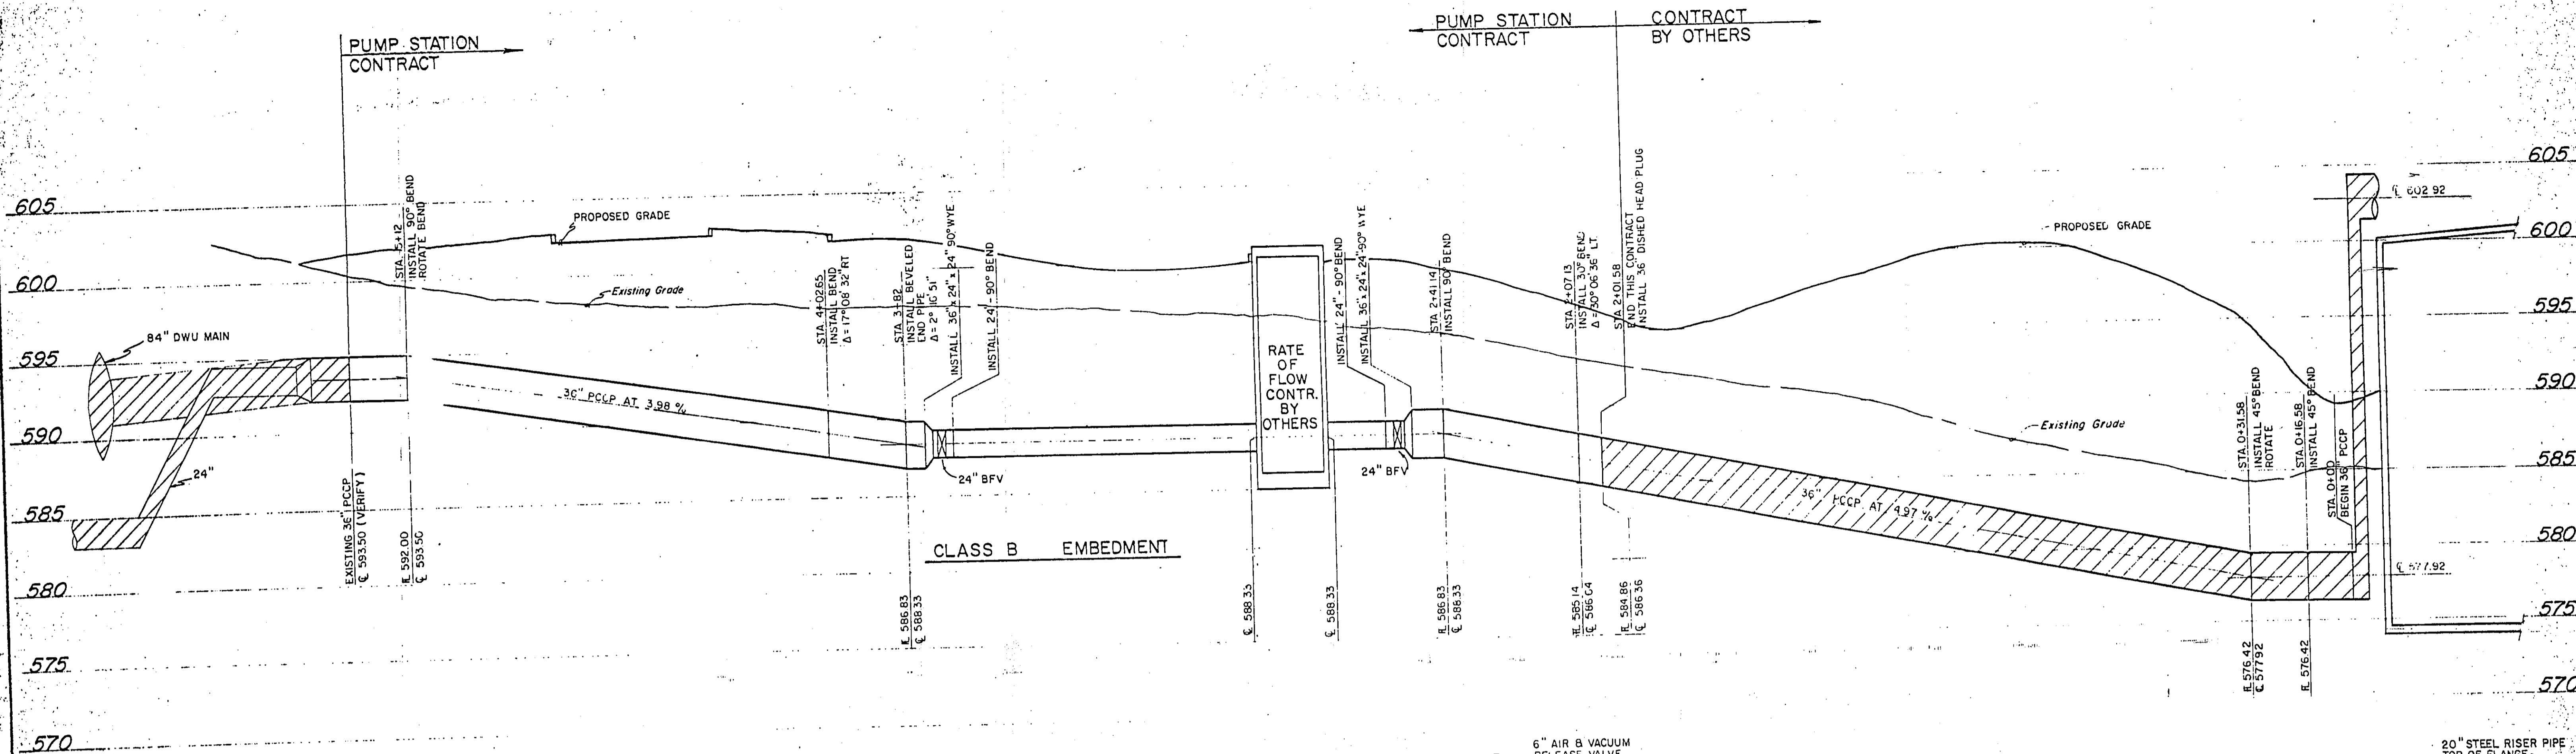 PUMP STATION
CONTRACT
PUMP STATION
CONTRACT
CONTRACT
BY OTHERS
605
600
595
590
585
580
575
570
605
600
595
590
585
580
575
570
PROPOSED GRADE
Existing Grade
84" DWU MAIN
24"
STA. 5+12
INSTALL 90° BEND
ROTATE BEND
EXISTING 36" PCCP
℄ 593.50 (VERIFY)
FL 592.00
℄ 593.50
36" PCCP AT 3.98 %
STA 4+02.65
INSTALL BEND
Δ = 17° 08' 32" RT
STA 3+82
INSTALL BEVELED
END PIPE
Δ = 2° 16' 51"
INSTALL 36" x 24" x 24" 90° WYE
INSTALL 24" - 90° BEND
24" BFV
CLASS B EMBEDMENT
FL 586.83
℄ 588.33
℄ 588.33
℄ 588.33
RATE
OF
FLOW
CONTR.
BY
OTHERS
INSTALL 24" - 90° BEND
INSTALL 36" x 24" x 24"-90° WYE
24" BFV
STA 2+41.14
INSTALL 90° BEND
FL 586.83
℄ 588.33
STA 2+07.13
INSTALL 30° BEND
Δ = 30° 06' 36" LT.
STA 2+01.58
END THIS CONTRACT
INSTALL 36" DISHED HEAD PLUG
FL 585.14
℄ 586.64
FL 584.86
℄ 586.36
PROPOSED GRADE
Existing Grade
36" PCCP AT 4.97 %
STA. 0+31.58
INSTALL 45° BEND
ROTATE
STA. 0+16.58
INSTALL 45° BEND
STA. 0+00
BEGIN 36" PCCP
FL 576.42
℄ 577.92
FL 576.42
℄ 602.92
℄ 577.92
6" AIR & VACUUM
RELEASE VALVE
20" STEEL RISER PIPE
TOP OF FLANGE